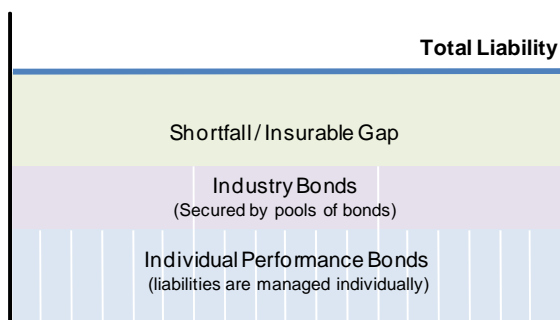 Total Liability
Shortfall / Insurable Gap
Industry Bonds
(Secured by pools of bonds)
Individual Performance Bonds
(liabilities are managed individually)